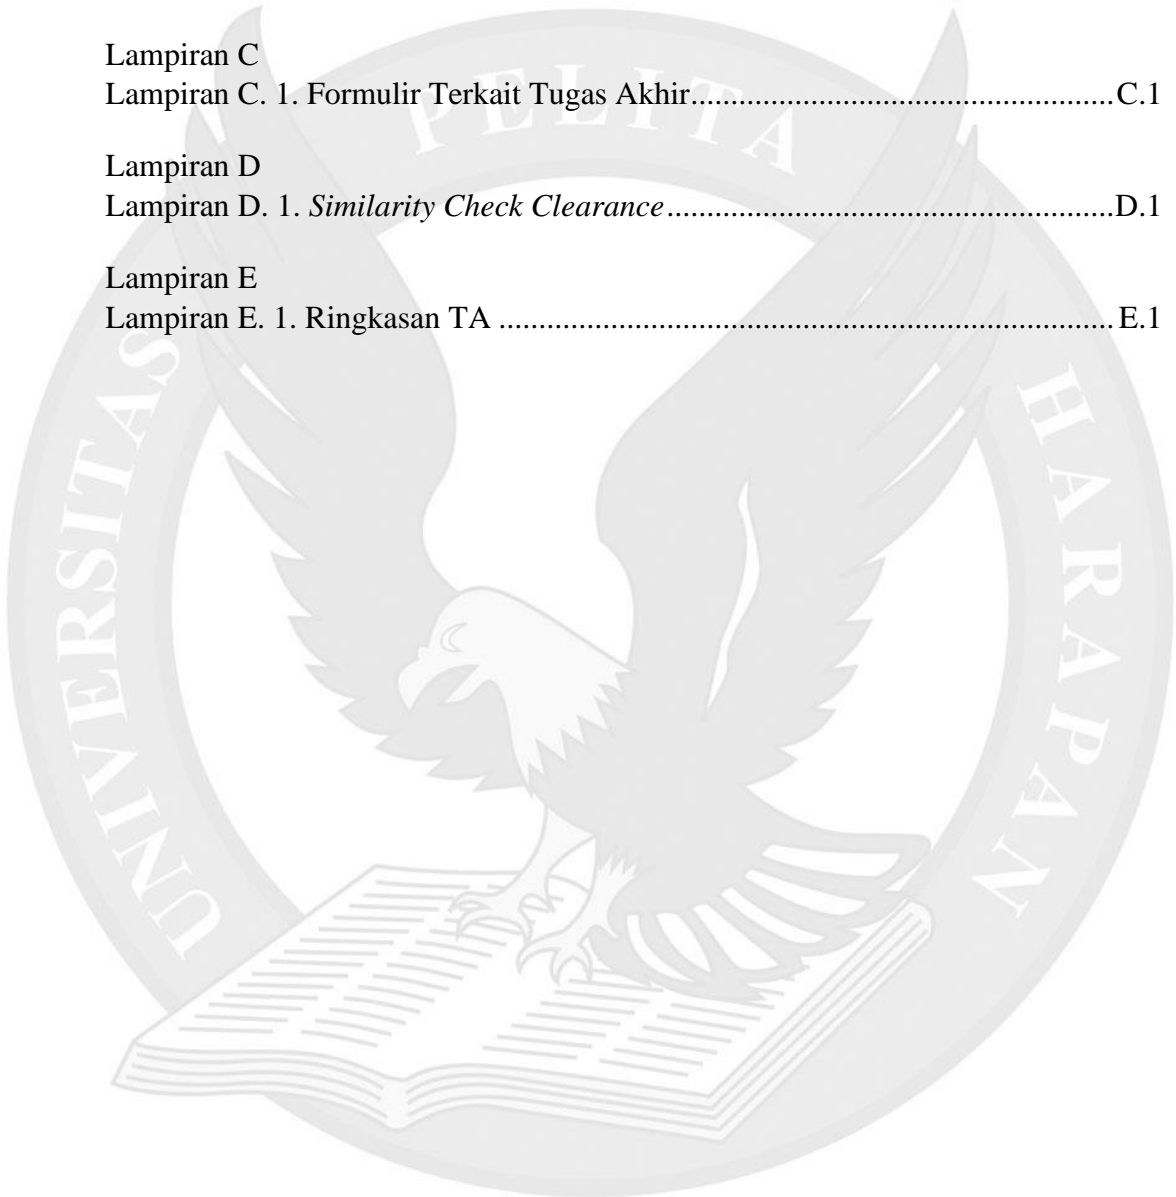 Lampiran C
Lampiran C. 1. Formulir Terkait Tugas Akhir.....................................................C.1
Lampiran D
Lampiran D. 1. Similarity Check Clearance........................................................D.1
Lampiran E
Lampiran E. 1. Ringkasan TA .............................................................................E.1
UNIVERSITAS PELITA HARAPAN